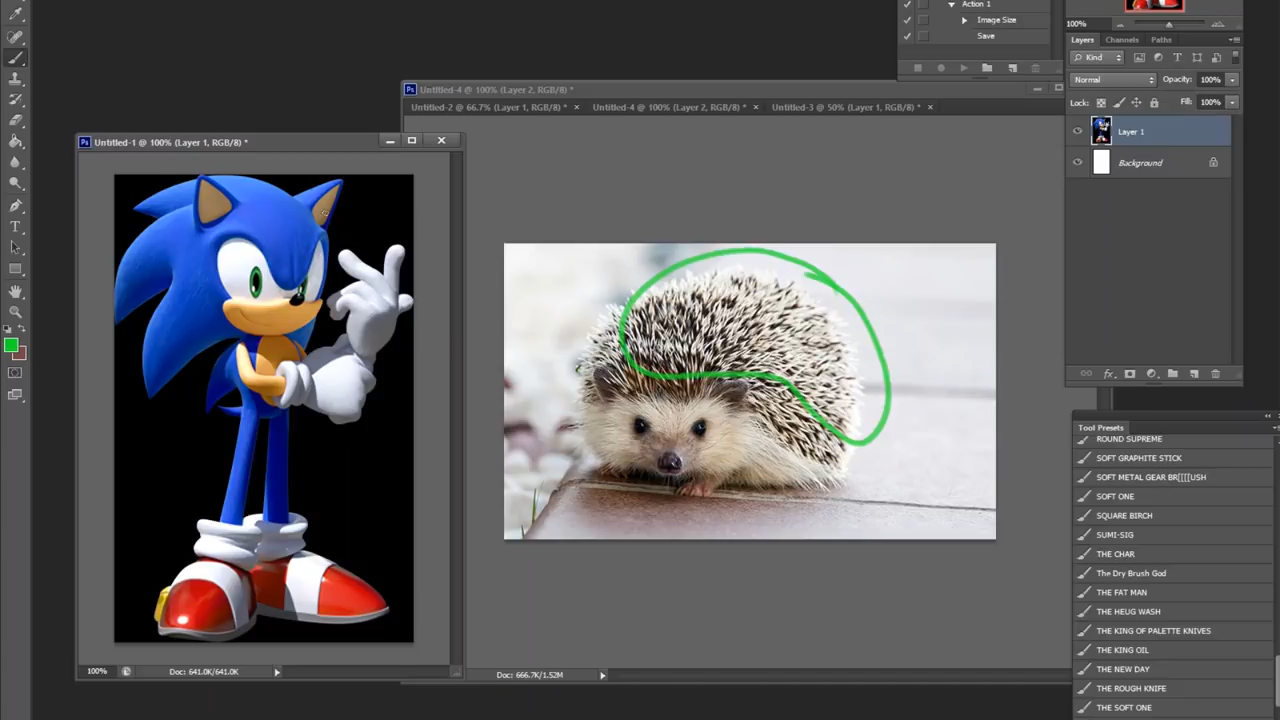 Action 1
Image Size
Save
100%
Layers Channels Paths
Kind
Normal Opacity: 100%
Lock: Fill: 100%
Layer 1
Background
Untitled-4 @ 100% (Layer 2, RGB/8) *
Untitled-2 @ 66.7% (Layer 1, RGB/8) * × Untitled-4 @ 100% (Layer 2, RGB/8) * × Untitled-3 @ 50% (Layer 1, RGB/8) * ×
Untitled-1 @ 100% (Layer 1, RGB/8) *
100% Doc: 641.0K/641.0K
Doc: 666.7K/1.52M
Tool Presets
ROUND SUPREME
SOFT GRAPHITE STICK
SOFT METAL GEAR BR[[[[USH
SOFT ONE
SQUARE BIRCH
SUMI-SIG
THE CHAR
The Dry Brush God
THE FAT MAN
THE HEUG WASH
THE KING OF PALETTE KNIVES
THE KING OIL
THE NEW DAY
THE ROUGH KNIFE
THE SOFT ONE